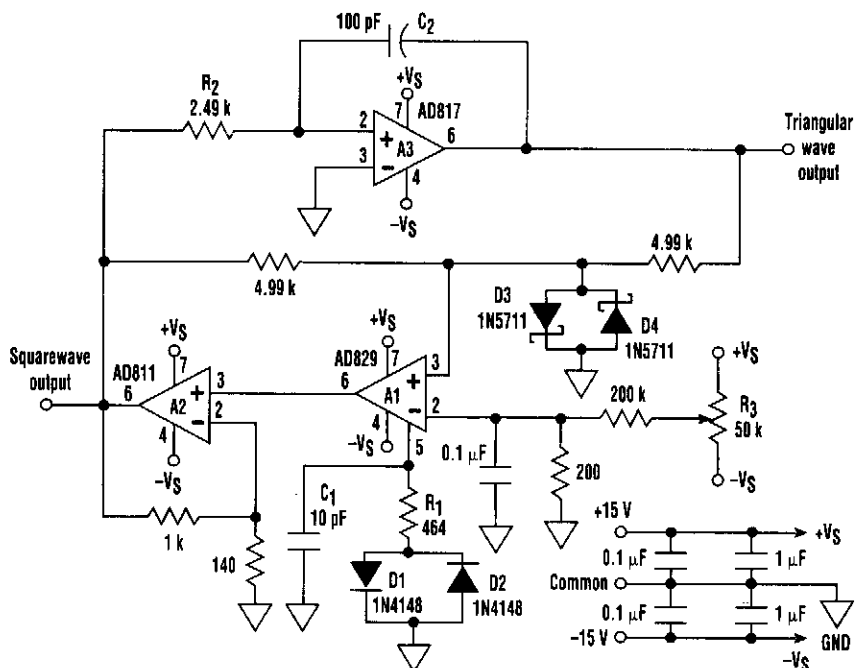 100 pF C2
+VS
R2
2.49 k
7 AD817
2 + A3 6
3 −
4
−VS
Triangular
wave
output
4.99 k
4.99 k
D3
1N5711
D4
1N5711
Squarewave
output
+VS
AD811
7
6 A2 + 3
− 2
4
−VS
+VS
AD829 7
6 A1 + 3
− 2
4
−VS 5
1 k
140
C1
10 pF
R1
464
D1
1N4148
D2
1N4148
0.1 μF
200
200 k
+VS
R3
50 k
−VS
+15 V
+VS
0.1 μF 1 μF
Common
0.1 μF 1 μF
GND
−15 V
−VS